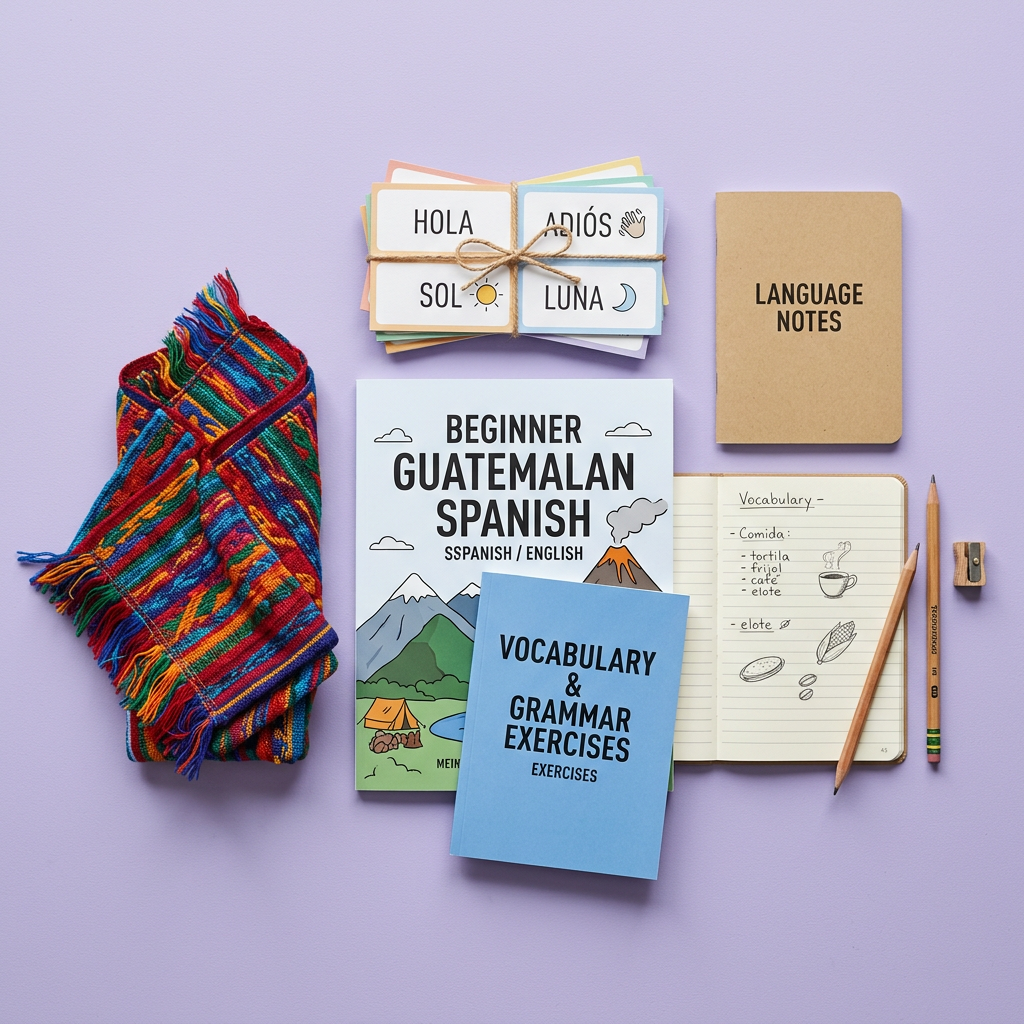 HOLA
ADIÓS
SOL
LUNA
LANGUAGE
NOTES
BEGINNER
GUATEMALAN
SPANISH
SSPANISH / ENGLISH
VOCABULARY
&
GRAMMAR
EXERCISES
EXERCISES
Vocabulary -
- Comida:
- tortila
- frijol
- café
- elote
- elote
45